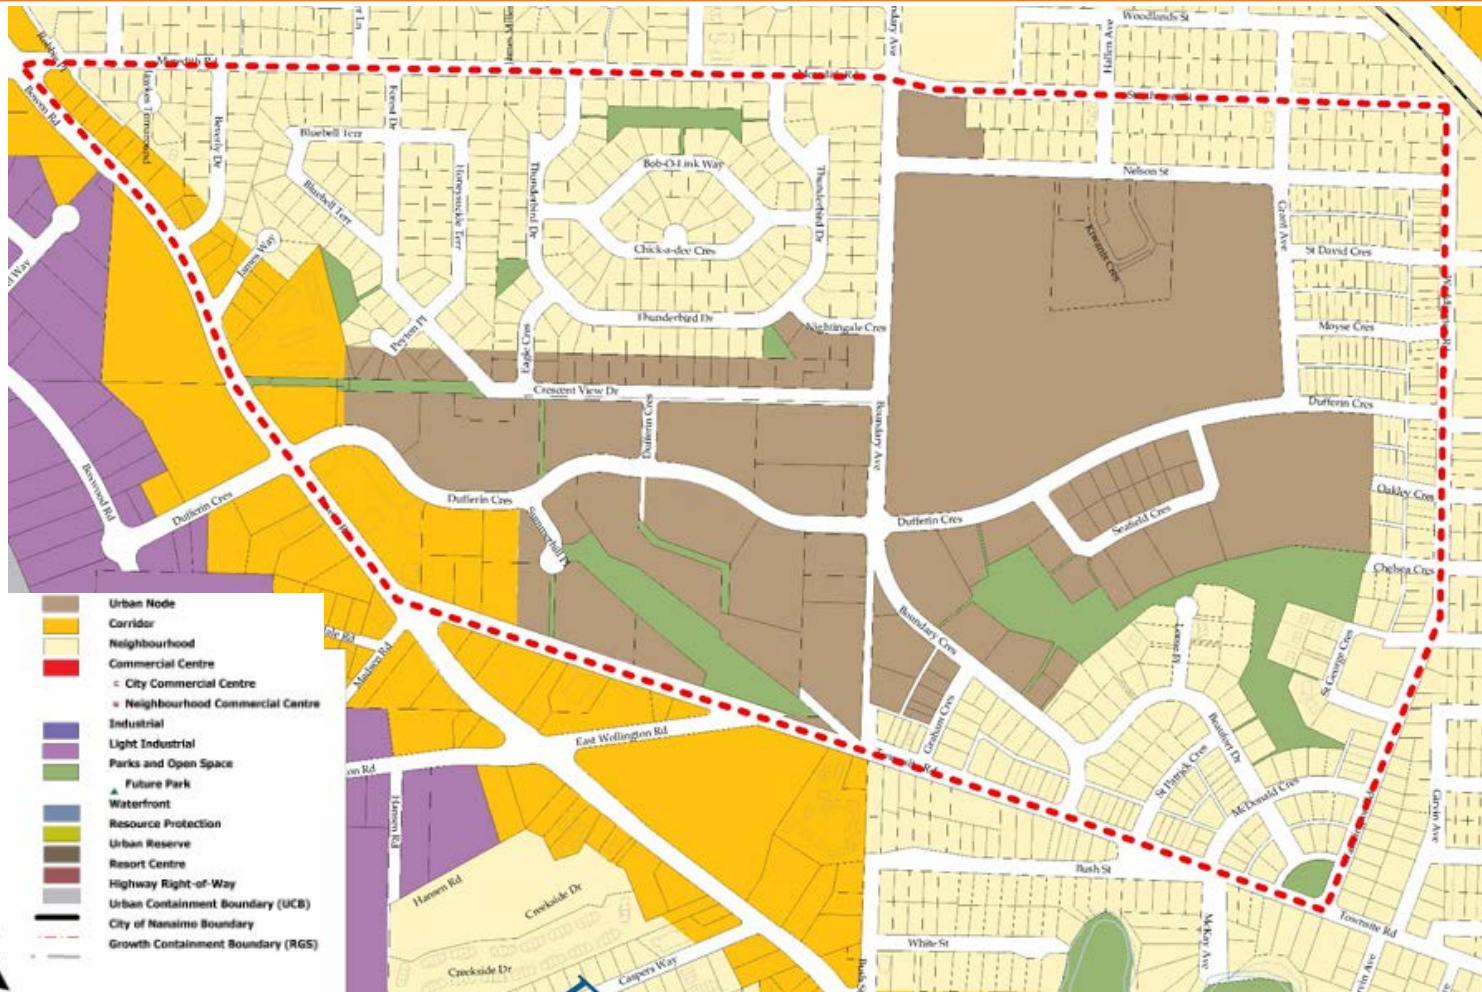 Woodlands St
Hallen Ave
Meredith Rd
Meredith Rd
Bowen Rd
Beverly Dr
Forest Dr
Bluebell Terr
Bluebell Terr
Honeysuckle Terr
Thunderbird Dr
Bob-O-Link Way
Thunderbird Dr
Chick-a-dee Cres
Thunderbird Dr
Nightingale Cres
Nelson St
Grant Ave
Kiwanis Cres
St David Cres
Moyse Cres
James Way
Peyton Pl
Eagle Cres
Crescent View Dr
Dufferin Cres
Boundary Ave
Dufferin Cres
Oakley Cres
Boxwood Rd
Dufferin Cres
Dufferin Cres
Summerhill Pl
Dufferin Cres
Seafield Cres
Chelsea Cres
Boundary Cres
St George Cres
Madsen Rd
Graham Cres
Beaufort Dr
St Patrick Cres
McDonald Cres
Girvin Ave
East Wellington Rd
on Rd
Hansen Rd
Hansen Rd
Creekside Dr
Creekside Dr
Caspers Way
Bush St
White St
McKay Ave
Townsite Rd
Urban Node
Corridor
Neighbourhood
Commercial Centre
C City Commercial Centre
Neighbourhood Commercial Centre
Industrial
Light Industrial
Parks and Open Space
Future Park
Waterfront
Resource Protection
Urban Reserve
Resort Centre
Highway Right-of-Way
Urban Containment Boundary (UCB)
City of Nanaimo Boundary
Growth Containment Boundary (RGS)